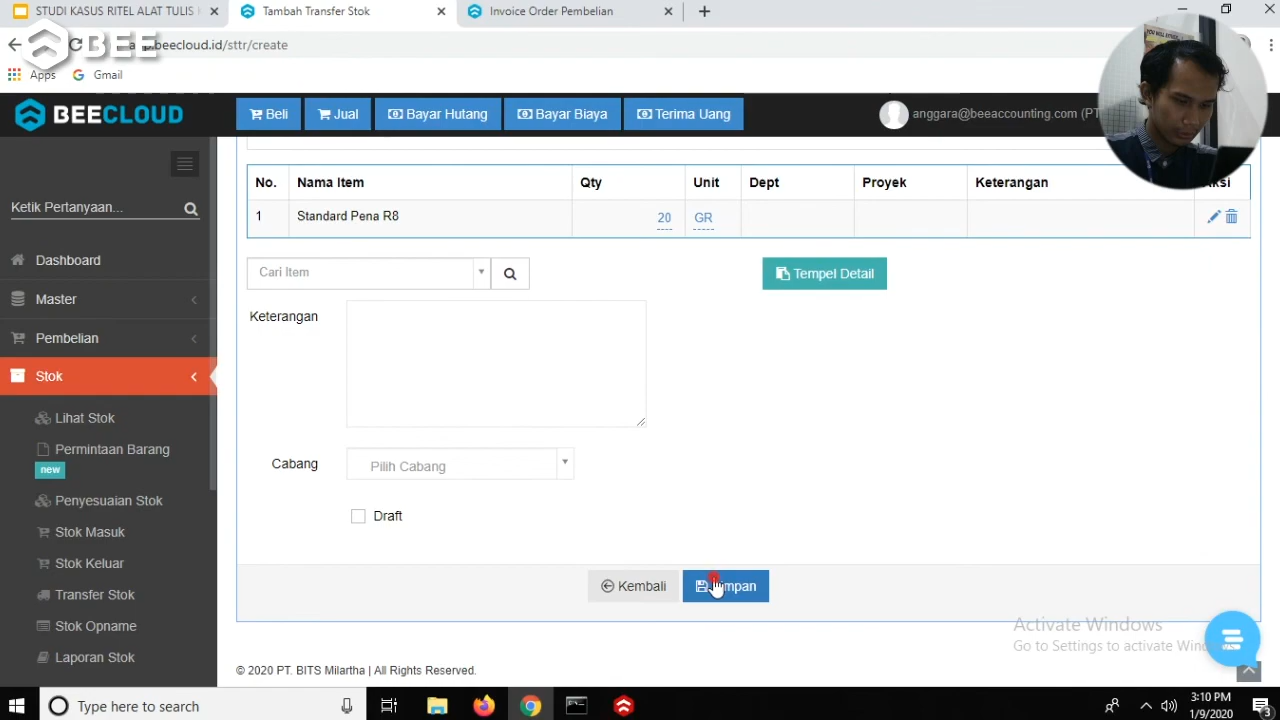 STUDI KASUS RITEL ALAT TULIS
Tambah Transfer Stok
Invoice Order Pembelian
BEE
beecloud.id/sttr/create
Apps
Gmail
BEECLOUD
Beli
Jual
Bayar Hutang
Bayar Biaya
Terima Uang
anggara@beeaccounting.com (PT
No.
Nama Item
Qty
Unit
Dept
Proyek
Keterangan
1
Standard Pena R8
20
GR
Ketik Pertanyaan...
Cari Item
Tempel Detail
Keterangan
Cabang
Pilih Cabang
Draft
Kembali
Dashboard
Master
Pembelian
Stok
Lihat Stok
Permintaan Barang
new
Penyesuaian Stok
Stok Masuk
Stok Keluar
Transfer Stok
Stok Opname
Laporan Stok
Activate Windows
Go to Settings to activate
© 2020 PT. BITS Milartha | All Rights Reserved.
Type here to search
3:10 PM
1/9/2020
3